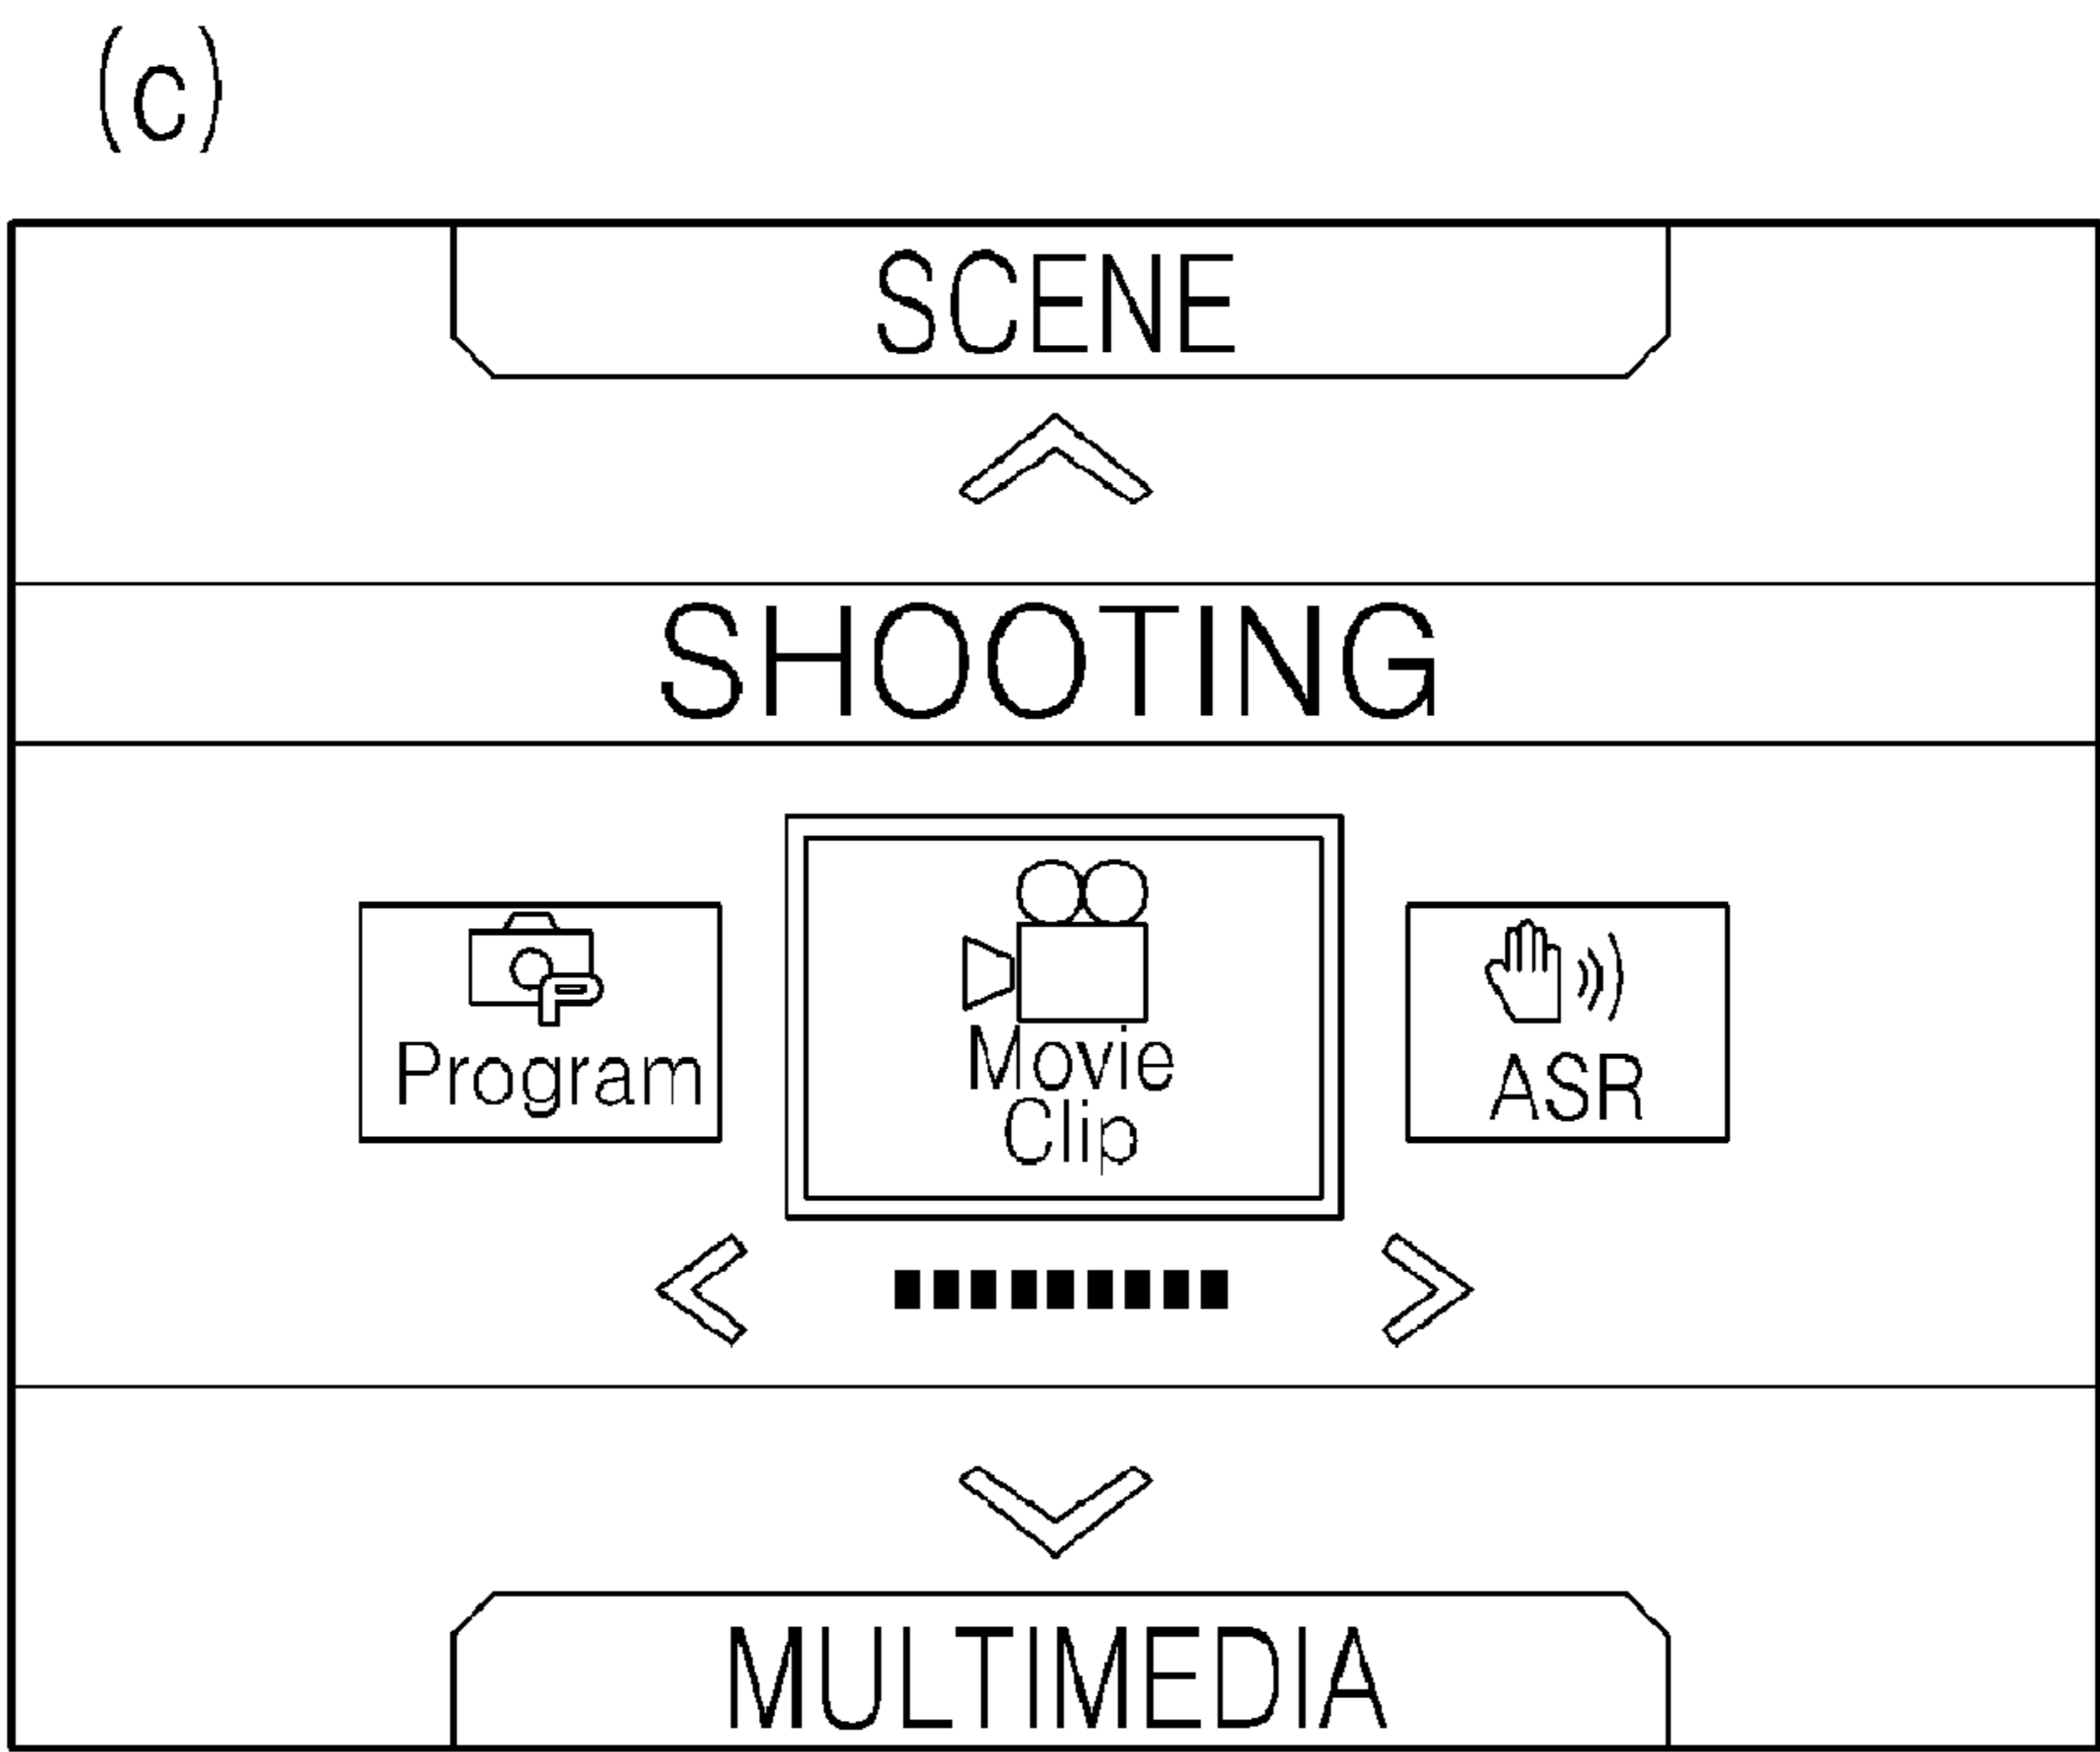 (c)
SCENE
SHOOTING
Program
Movie
Clip
ASR
MULTIMEDIA